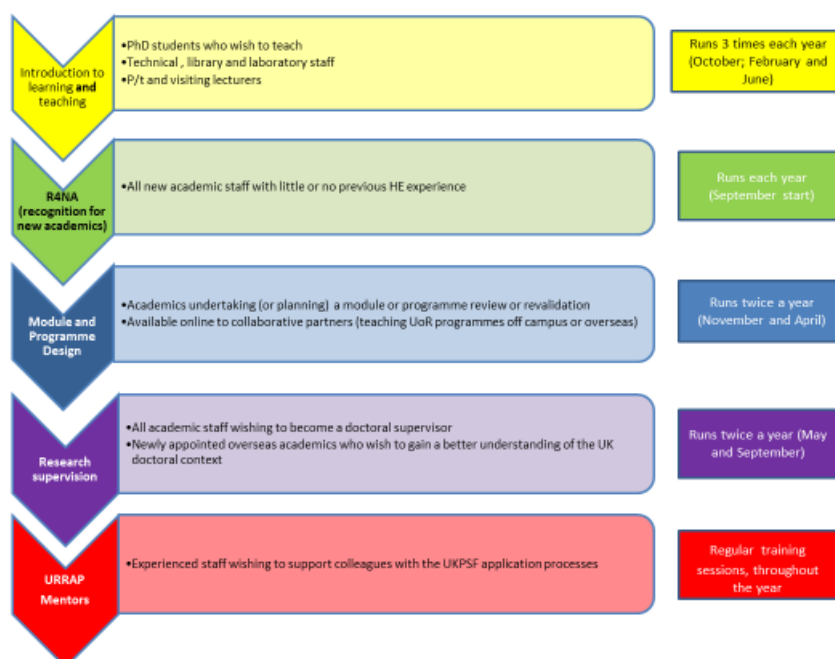 Introduction to
learning and
teaching
•PhD students who wish to teach
•Technical , library and laboratory staff
•P/t and visiting lecturers
Runs 3 times each year
(October; February and
June)
R4NA
(recognition for
new academics)
•All new academic staff with little or no previous HE experience
Runs each year
(September start)
Module and
Programme
Design
•Academics undertaking (or planning) a module or programme review or revalidation
•Available online to collaborative partners (teaching UoR programmes off campus or overseas)
Runs twice a year
(November and April)
Research
supervision
•All academic staff wishing to become a doctoral supervisor
•Newly appointed overseas academics who wish to gain a better understanding of the UK
doctoral context
Runs twice a year (May
and September)
URRAP
Mentors
•Experienced staff wishing to support colleagues with the UKPSF application processes
Regular training
sessions, throughout
the year